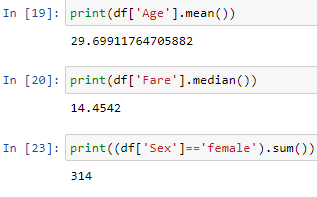 In [19]: print(df['Age'].mean())
29.69911764705882
In [20]: print(df['Fare'].median())
14.4542
In [23]: print((df['Sex']=='female').sum())
314